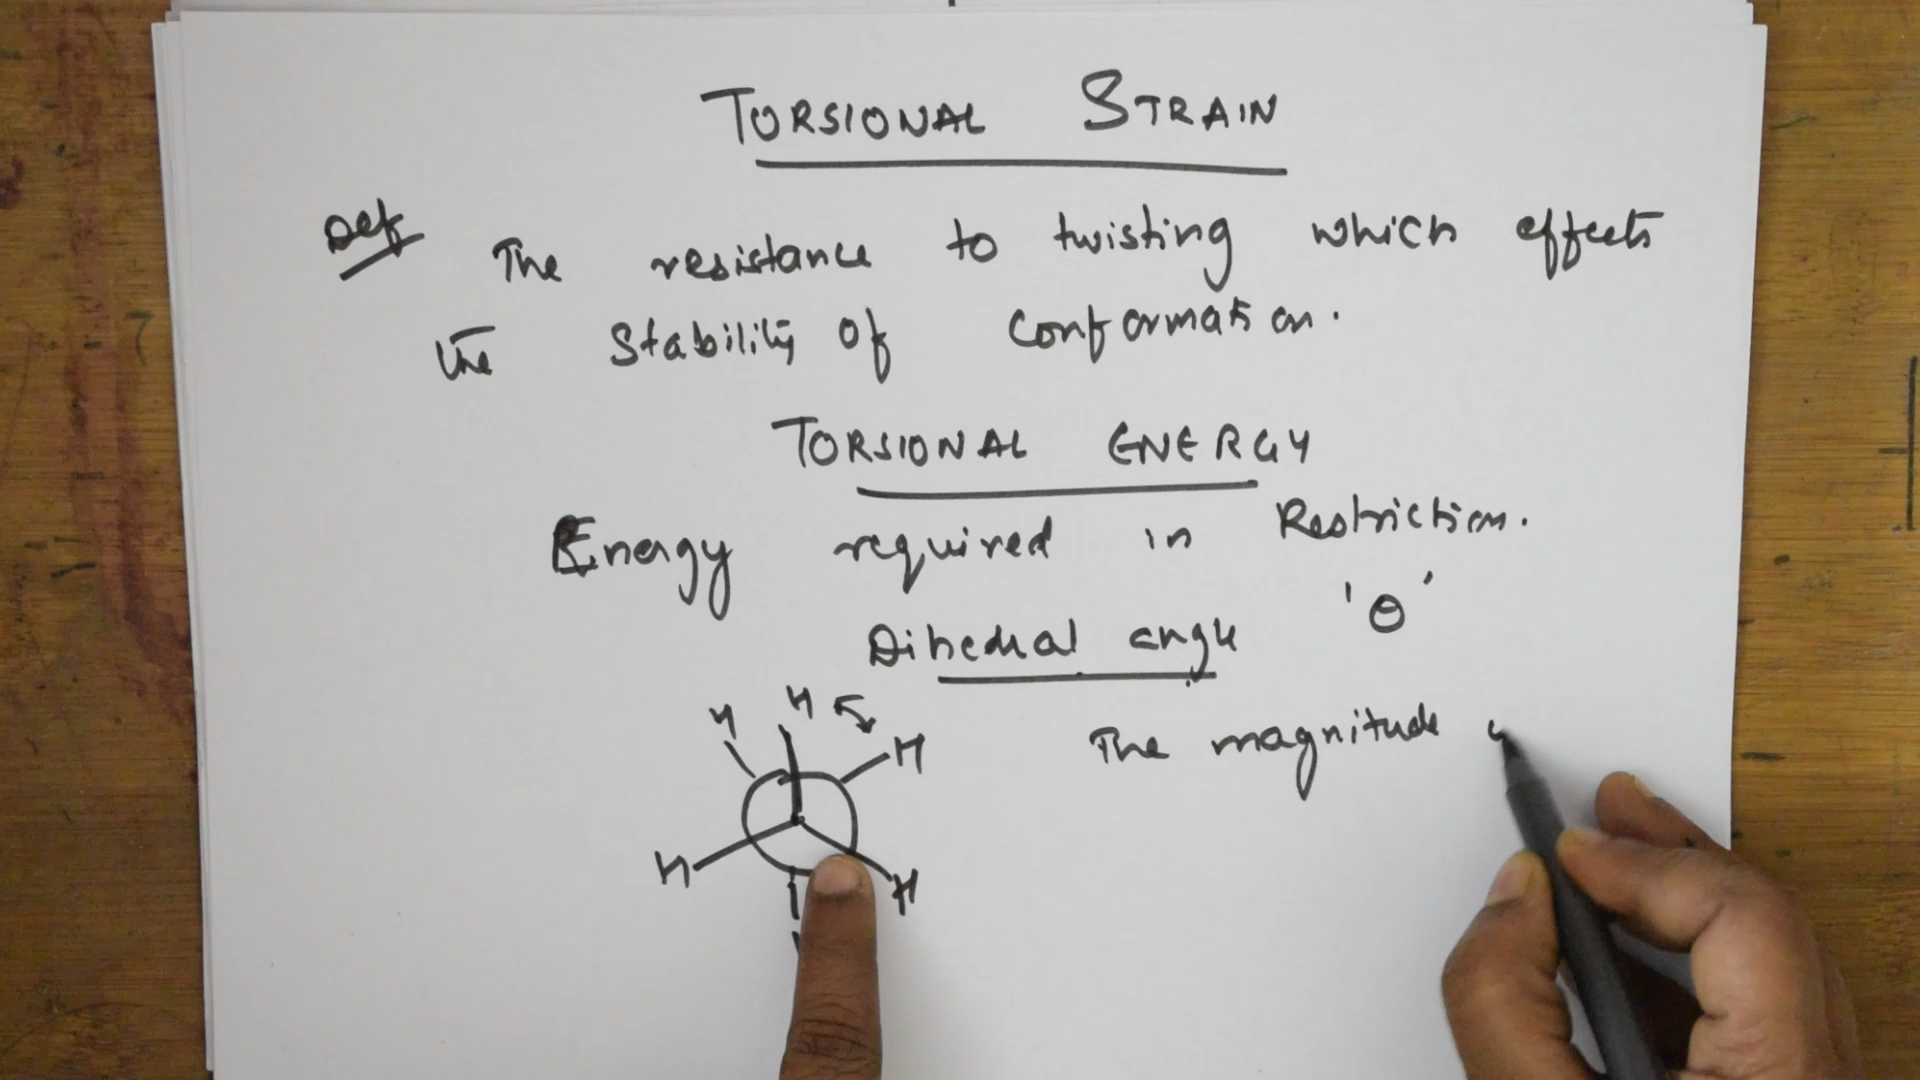 TORSIONAL STRAIN
Def The resistance to twisting which effects
the Stability of Conformation.
TORSIONAL ENERGY
Energy required in Restriction.
Dihedral angle 'θ'
H H H
The magnitude
H H